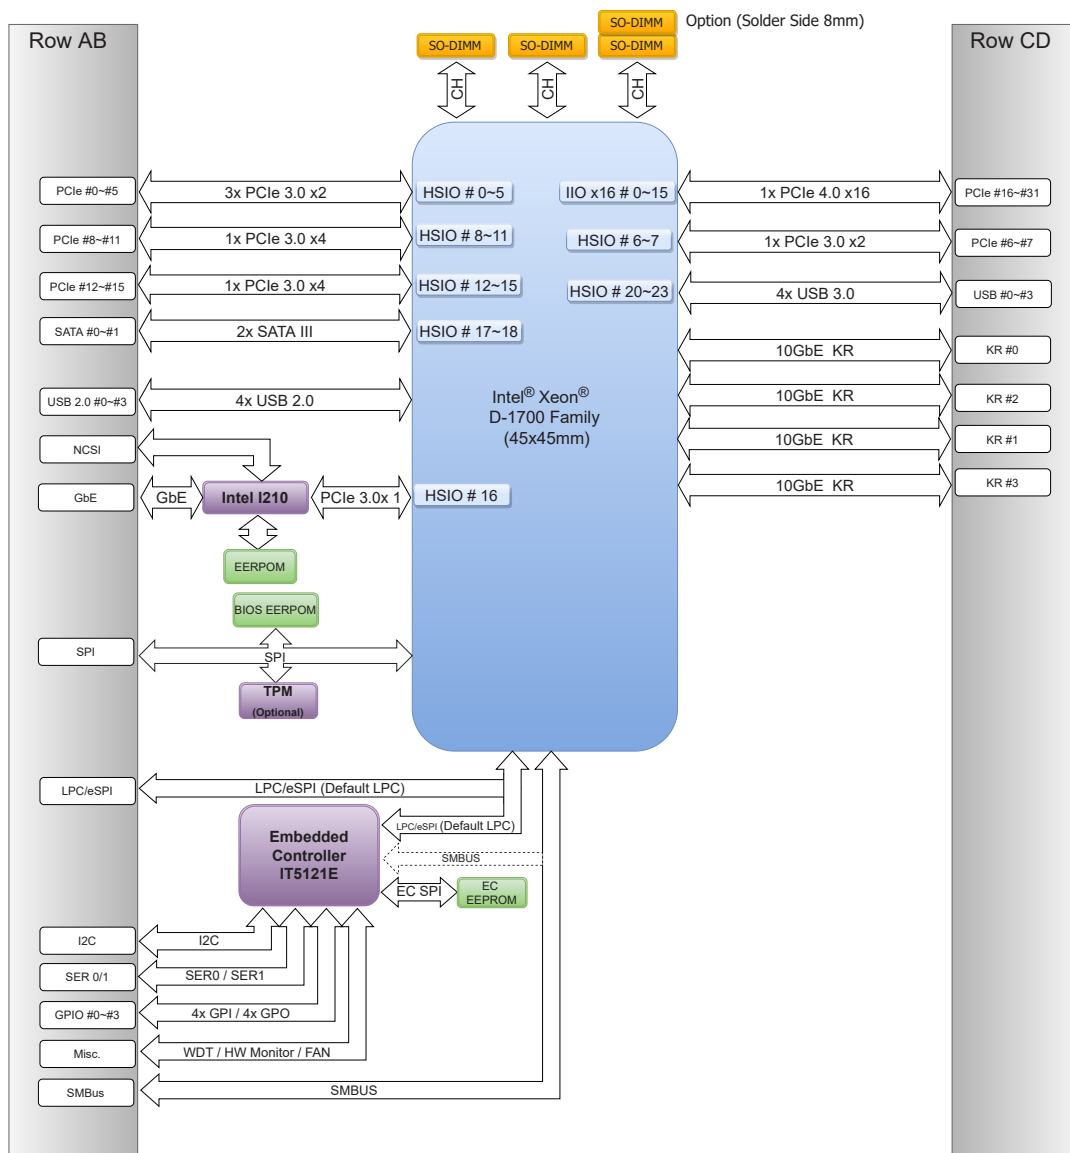 SO-DIMM
Option (Solder Side 8mm)
Row AB
SO-DIMM
SO-DIMM
SO-DIMM
Row CD
CH
CH
CH
PCIe #0~#5
3x PCIe 3.0 x2
HSIO # 0~5
IIO x16 # 0~15
1x PCIe 4.0 x16
PCIe #16~#31
PCIe #8~#11
1x PCIe 3.0 x4
HSIO # 8~11
HSIO # 6~7
1x PCIe 3.0 x2
PCIe #6~#7
PCIe #12~#15
1x PCIe 3.0 x4
HSIO # 12~15
HSIO # 20~23
4x USB 3.0
USB #0~#3
SATA #0~#1
2x SATA III
HSIO # 17~18
10GbE KR
KR #0
USB 2.0 #0~#3
4x USB 2.0
Intel® Xeon®
D-1700 Family
(45x45mm)
10GbE KR
KR #2
NCSI
10GbE KR
KR #1
GbE
GbE
Intel I210
PCIe 3.0x 1
HSIO # 16
10GbE KR
KR #3
EERPOM
BIOS EERPOM
SPI
SPI
TPM
(Optional)
LPC/eSPI
LPC/eSPI (Default LPC)
LPC/eSPI (Default LPC)
Embedded
Controller
IT5121E
SMBUS
EC SPI
EC
EEPROM
I2C
I2C
SER 0/1
SER0 / SER1
GPIO #0~#3
4x GPI / 4x GPO
Misc.
WDT / HW Monitor / FAN
SMBus
SMBUS